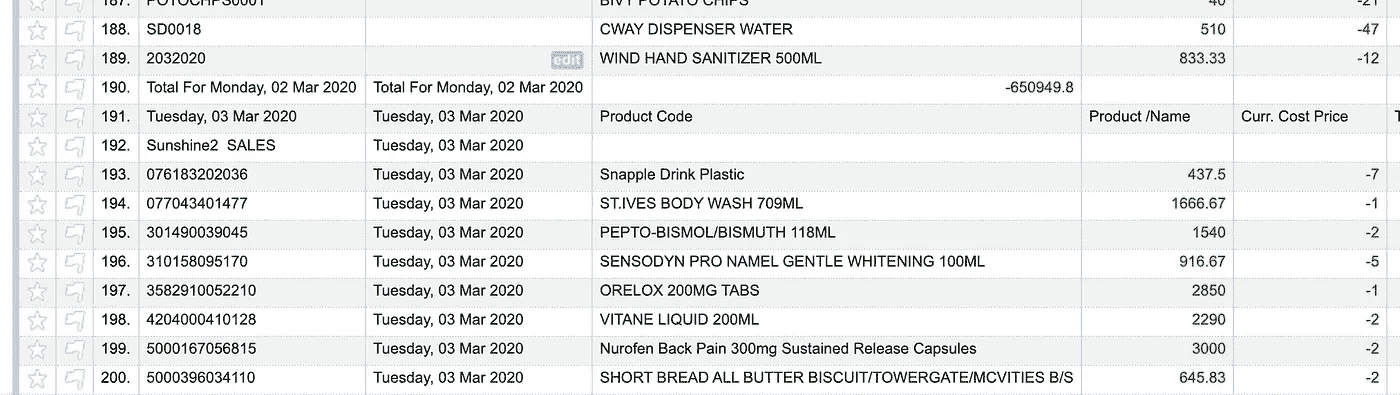 187. POTOCHPS0001 BIVY POTATO CHIPS 40 -21
188. SD0018 CWAY DISPENSER WATER 510 -47
189. 2032020 edit WIND HAND SANITIZER 500ML 833.33 -12
190. Total For Monday, 02 Mar 2020 Total For Monday, 02 Mar 2020 -650949.8
191. Tuesday, 03 Mar 2020 Tuesday, 03 Mar 2020 Product Code Product /Name Curr. Cost Price
192. Sunshine2 SALES Tuesday, 03 Mar 2020
193. 076183202036 Tuesday, 03 Mar 2020 Snapple Drink Plastic 437.5 -7
194. 077043401477 Tuesday, 03 Mar 2020 ST.IVES BODY WASH 709ML 1666.67 -1
195. 301490039045 Tuesday, 03 Mar 2020 PEPTO-BISMOL/BISMUTH 118ML 1540 -2
196. 310158095170 Tuesday, 03 Mar 2020 SENSODYN PRO NAMEL GENTLE WHITENING 100ML 916.67 -5
197. 3582910052210 Tuesday, 03 Mar 2020 ORELOX 200MG TABS 2850 -1
198. 4204000410128 Tuesday, 03 Mar 2020 VITANE LIQUID 200ML 2290 -2
199. 5000167056815 Tuesday, 03 Mar 2020 Nurofen Back Pain 300mg Sustained Release Capsules 3000 -2
200. 5000396034110 Tuesday, 03 Mar 2020 SHORT BREAD ALL BUTTER BISCUIT/TOWERGATE/MCVITIES B/S 645.83 -2